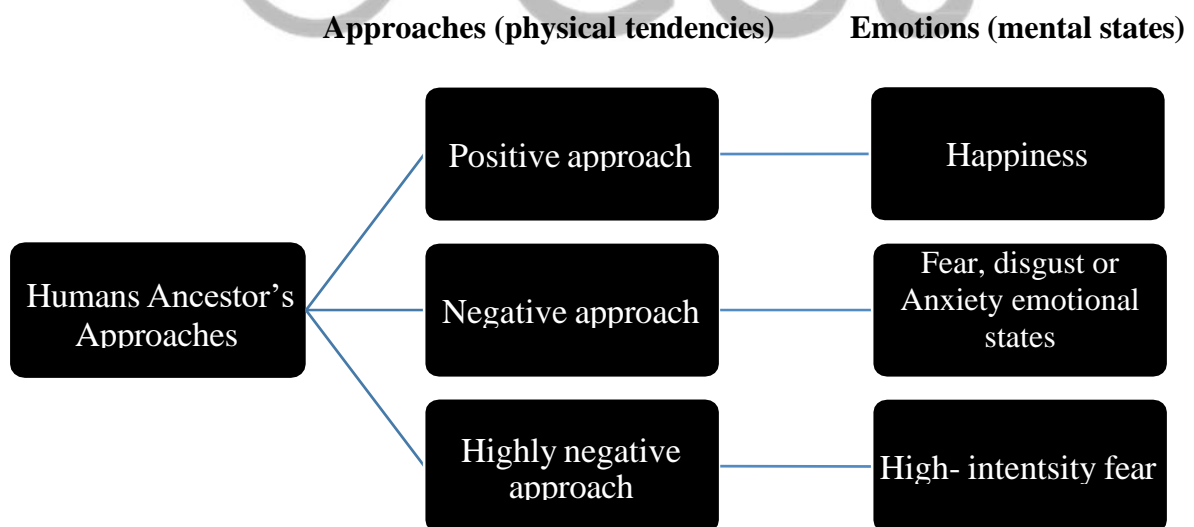 Approaches (physical tendencies) Emotions (mental states)
Positive approach
Happiness
Humans Ancestor’s
Approaches
Negative approach
Fear, disgust or
Anxiety emotional
states
Highly negative
approach
High- intentsity fear